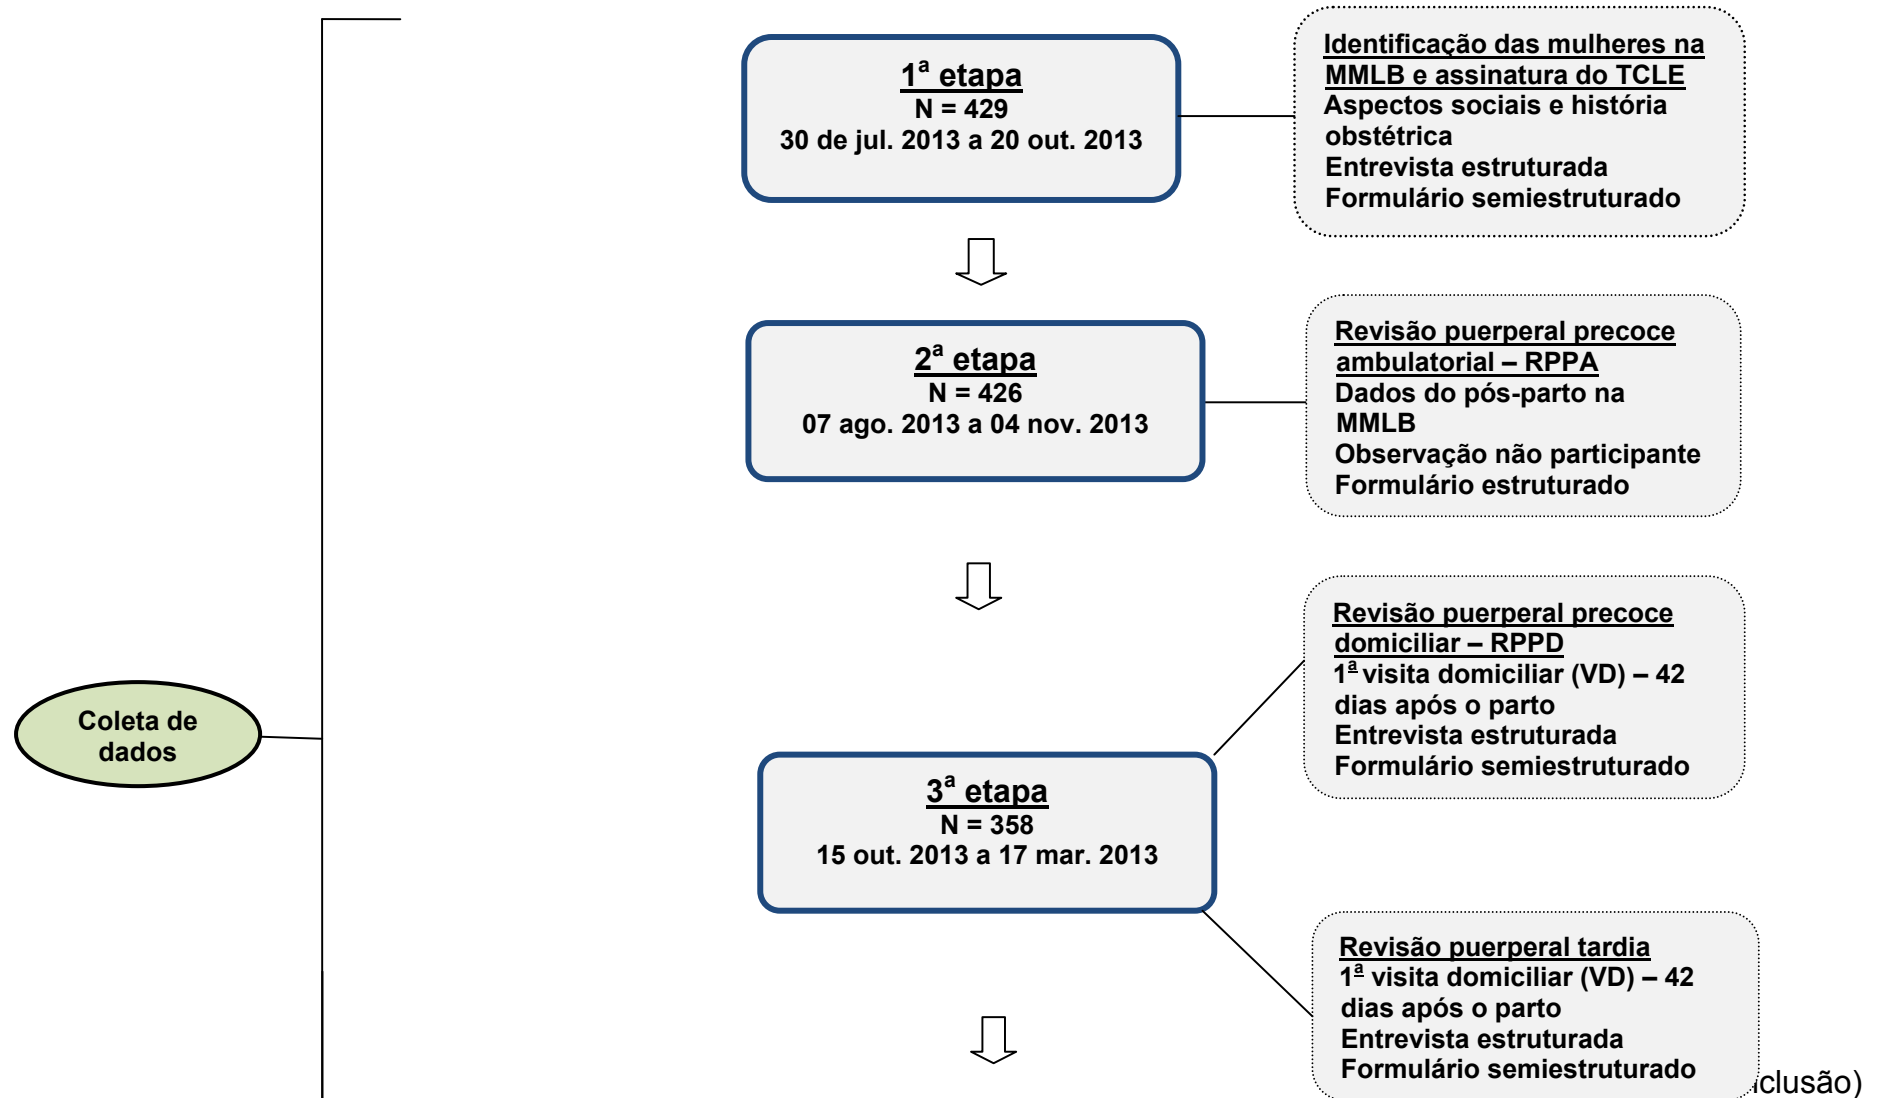 1ª etapa
N = 429
30 de jul. 2013 a 20 out. 2013
Identificação das mulheres na
MMLB e assinatura do TCLE
Aspectos sociais e história
obstétrica
Entrevista estruturada
Formulário semiestruturado
2ª etapa
N = 426
07 ago. 2013 a 04 nov. 2013
Revisão puerperal precoce
ambulatorial – RPPA
Dados do pós-parto na
MMLB
Observação não participante
Formulário estruturado
Coleta de
dados
3ª etapa
N = 358
15 out. 2013 a 17 mar. 2013
Revisão puerperal precoce
domiciliar – RPPD
1ª visita domiciliar (VD) – 42
dias após o parto
Entrevista estruturada
Formulário semiestruturado
Revisão puerperal tardia
1ª visita domiciliar (VD) – 42
dias após o parto
Entrevista estruturada
Formulário semiestruturado
clusão)